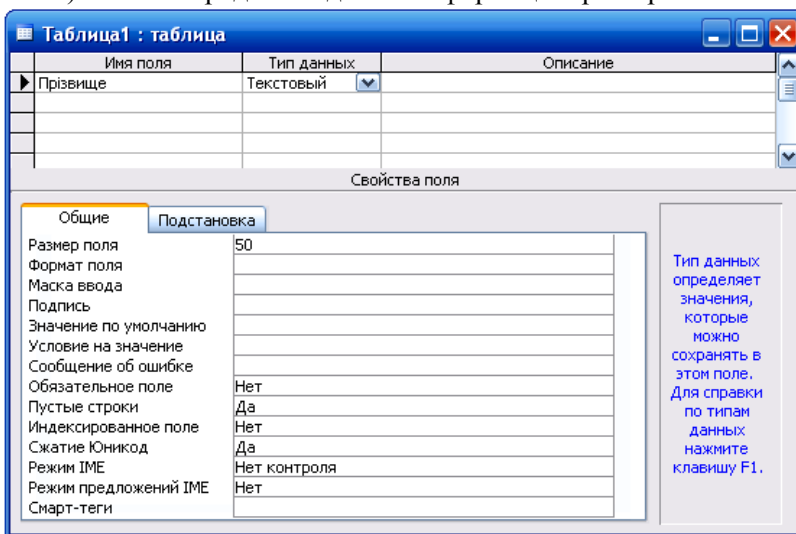 Таблица1 : таблица
Имя поля Тип данных Описание
Прізвище Текстовый
Свойства поля
Общие Подстановка
Размер поля 50
Формат поля
Маска ввода
Подпись
Значение по умолчанию
Условие на значение
Сообщение об ошибке
Обязательное поле Нет
Пустые строки Да
Индексированное поле Нет
Сжатие Юникод Да
Режим IME Нет контроля
Режим предложений IME Нет
Смарт-теги
Тип данных
определяет
значения,
которые
можно
сохранять в
этом поле.
Для справки
по типам
данных
нажмите
клавишу F1.